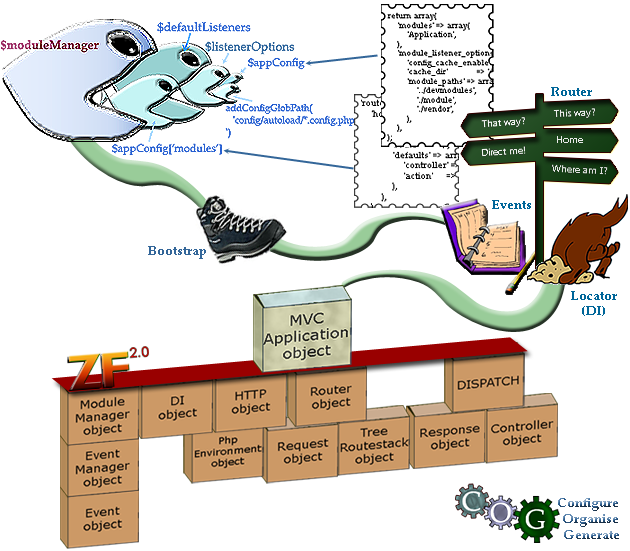 $moduleManager
$defaultListeners
$listenerOptions
$appConfig
addConfigGlobPath(
'config/autoload/*.config.php
')
$appConfig['modules']
return array(
'modules' => array(
'Application',
),
'module_listener_options
'config_cache_enable
'cache_dir' =>
'module_paths' => arra
'./devmodules',
'./module',
'./vendor',
),
),
);
'rout
'ho
'defaults' => arra
'controller' =
'action' =>
),
),
Router
That way?
This way?
Direct me!
Home
Where am I?
Bootstrap
Events
Locator
(DI)
MVC
Application
object
ZF 2.0
Module
Manager
object
DI
object
HTTP
object
Router
object
DISPATCH
Event
Manager
object
Php
Environment
object
Request
object
Tree
Routestack
object
Response
object
Controller
object
Event
object
C O G
Configure
Organise
Generate